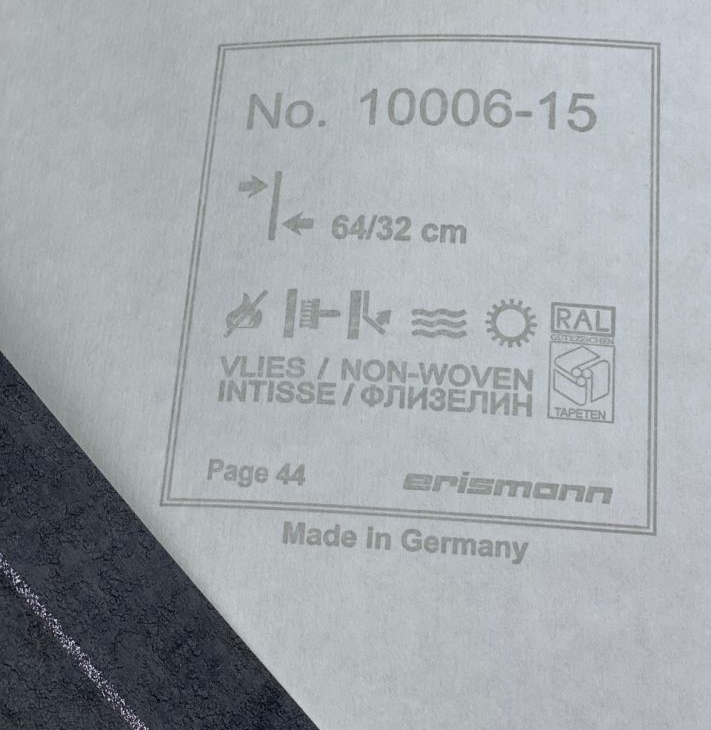 No. 10006-15
64/32 cm
RAL
GÜTEZEICHEN
VLIES / NON-WOVEN
INTISSE / ФЛИЗЕЛИН
TAPETEN
Page 44
erismann
Made in Germany